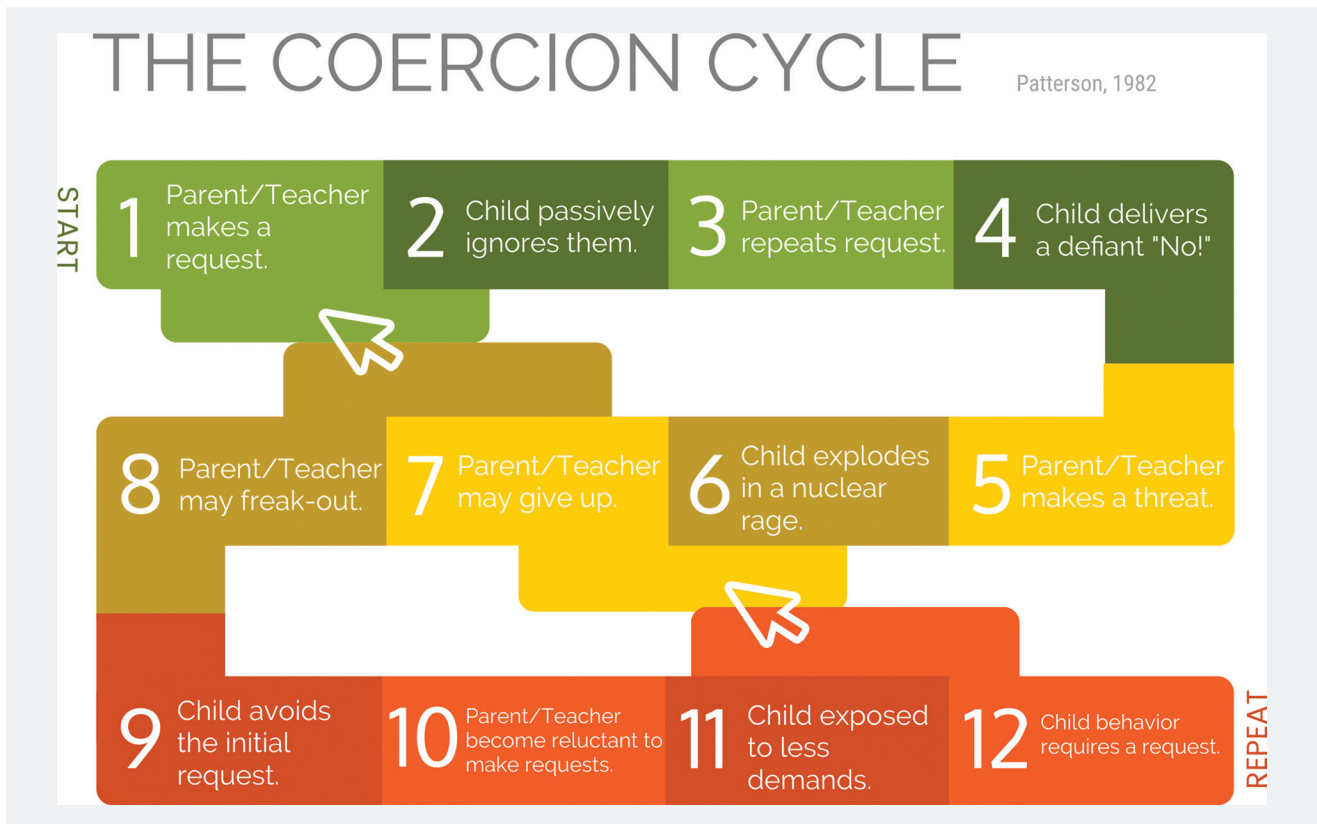 THE COERCION CYCLE
Patterson, 1982
START
1
Parent/Teacher
makes a
request.
2
Child passively
ignores them.
3
Parent/Teacher
repeats request.
4
Child delivers
a defiant "No!"
5
Parent/Teacher
makes a threat.
6
Child explodes
in a nuclear
rage.
7
Parent/Teacher
may give up.
8
Parent/Teacher
may freak-out.
9
Child avoids
the initial
request.
10
Parent/Teacher
become reluctant to
make requests.
11
Child exposed
to less
demands.
12
Child behavior
requires a request.
REPEAT